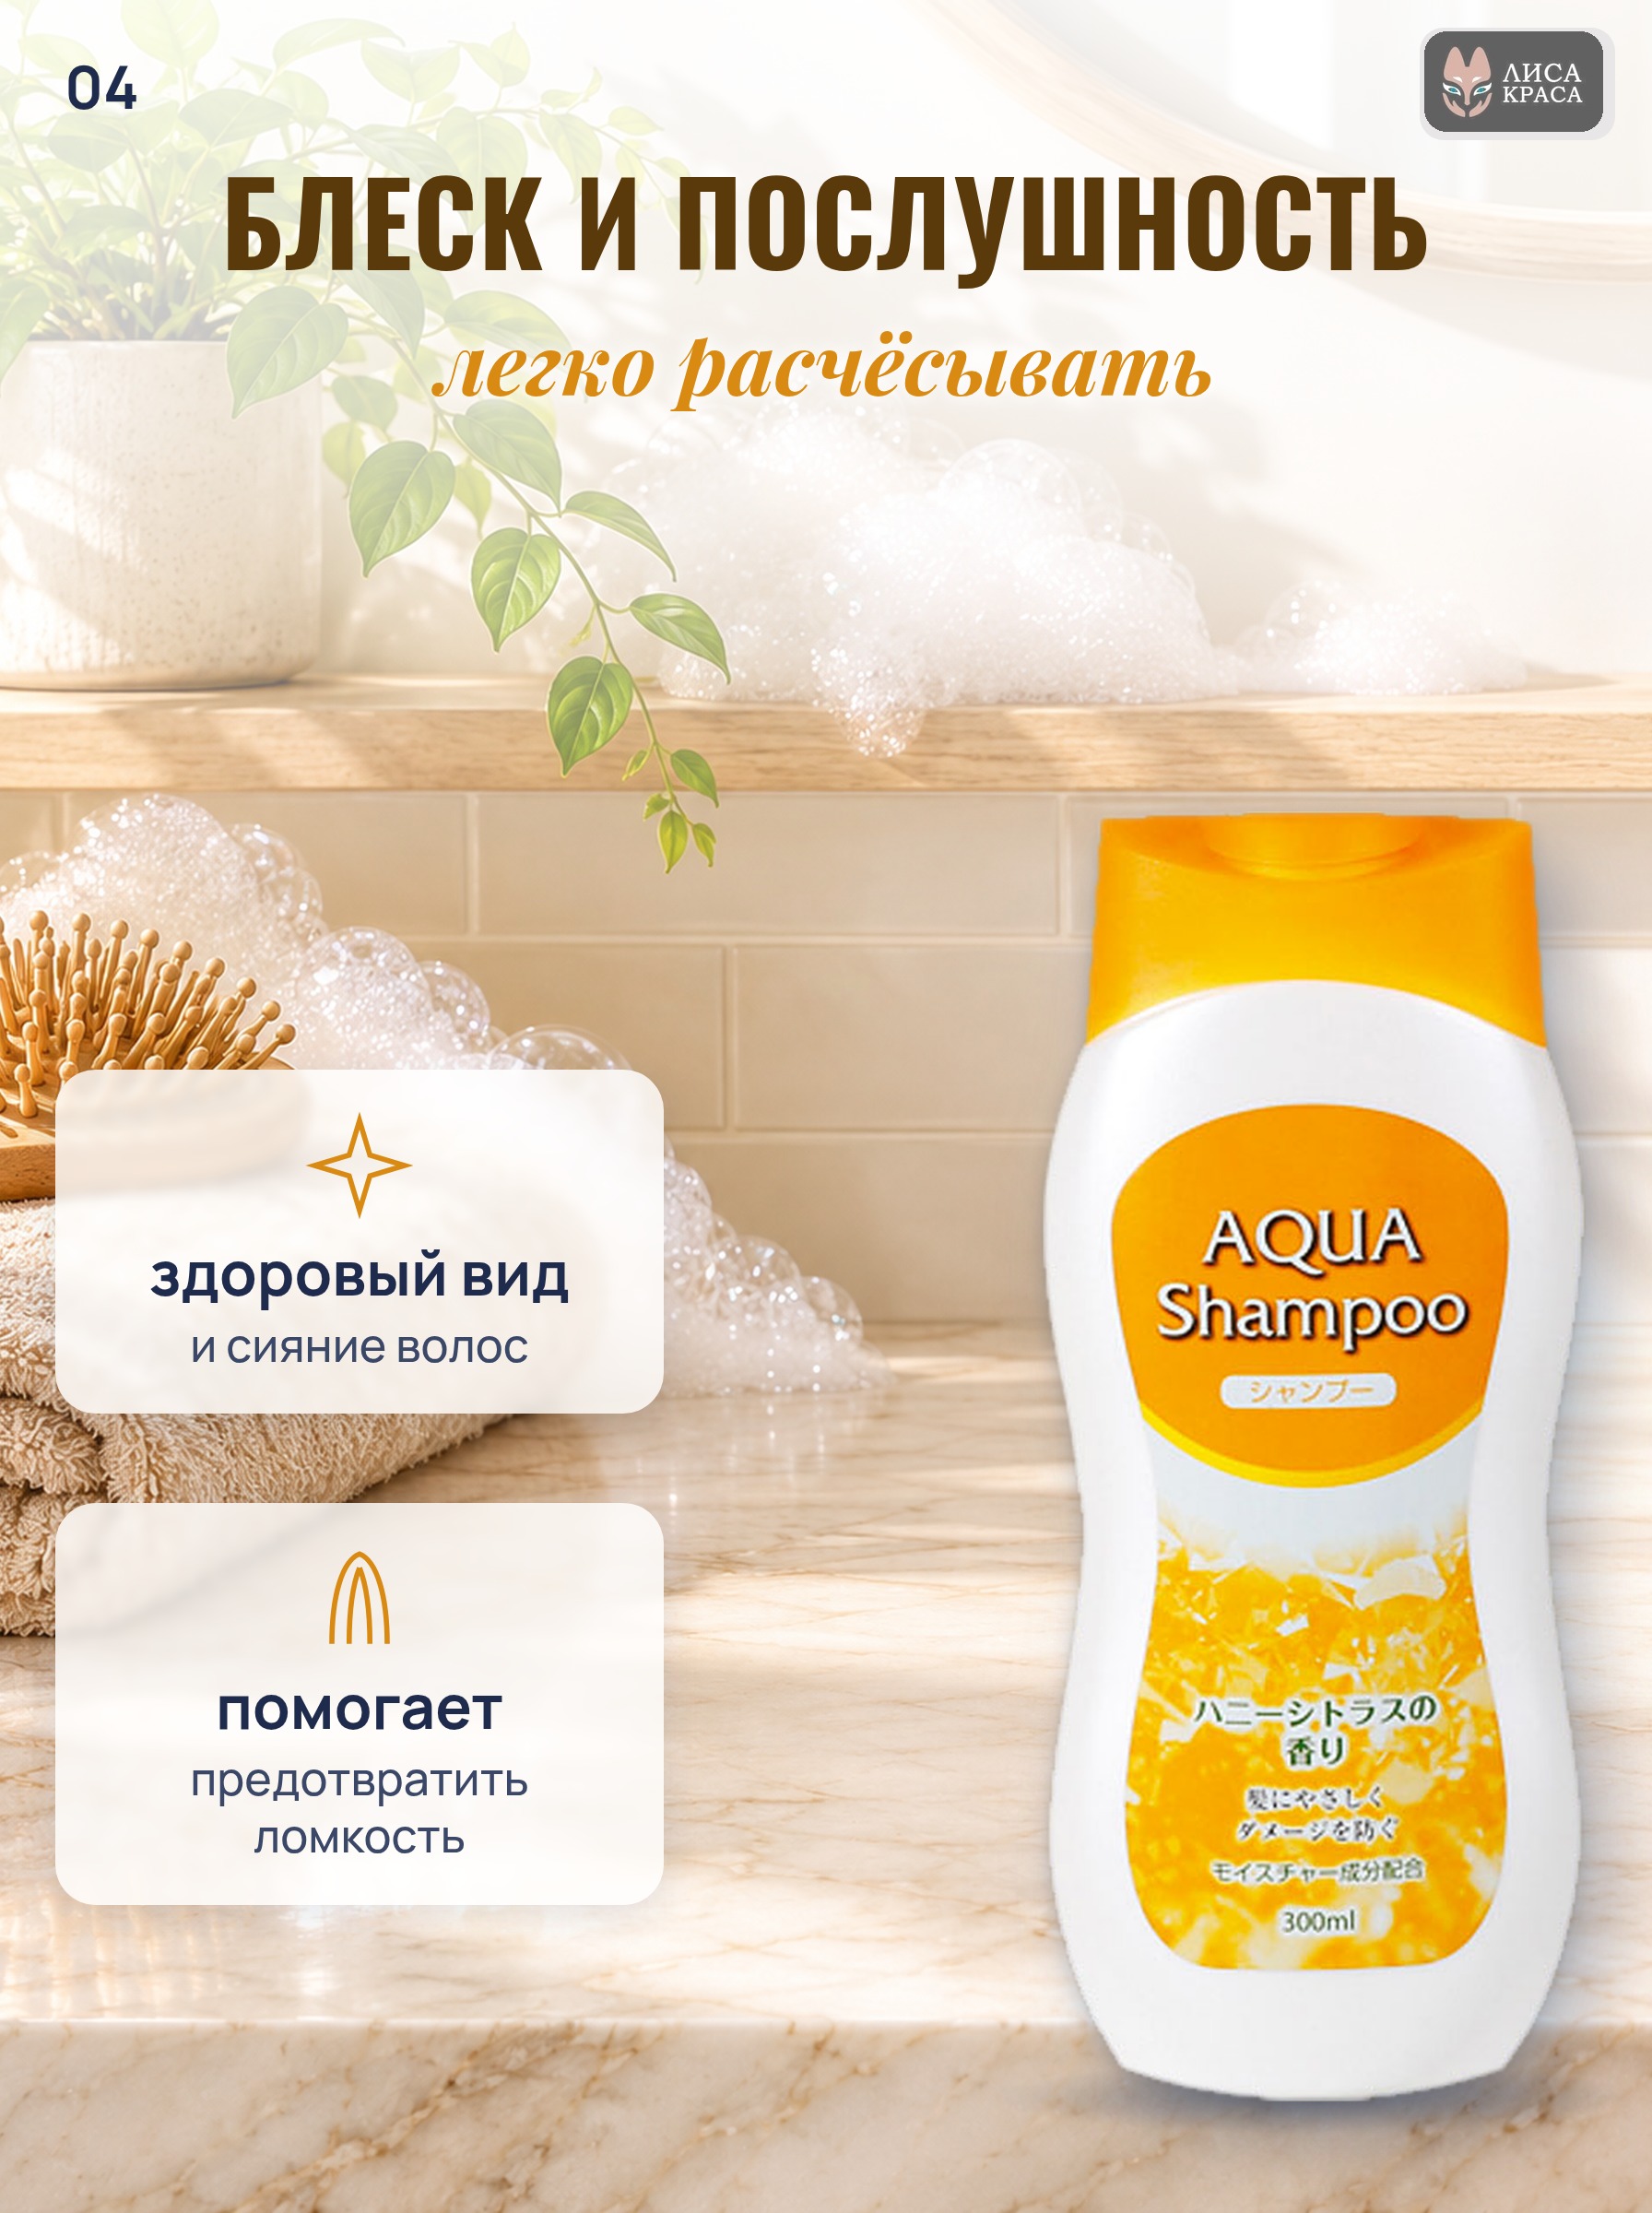 04
ЛИСА
КРАСА
БЛЕСК И ПОСЛУШНОСТЬ
легко расчёсывать
здоровый вид
и сияние волос
помогает
предотвратить
ломкость
AQUA
Shampoo
シャンプー
ハニーシトラスの
香り
髪にやさしく
ダメージを防ぐ
モイスチャー成分配合
300ml